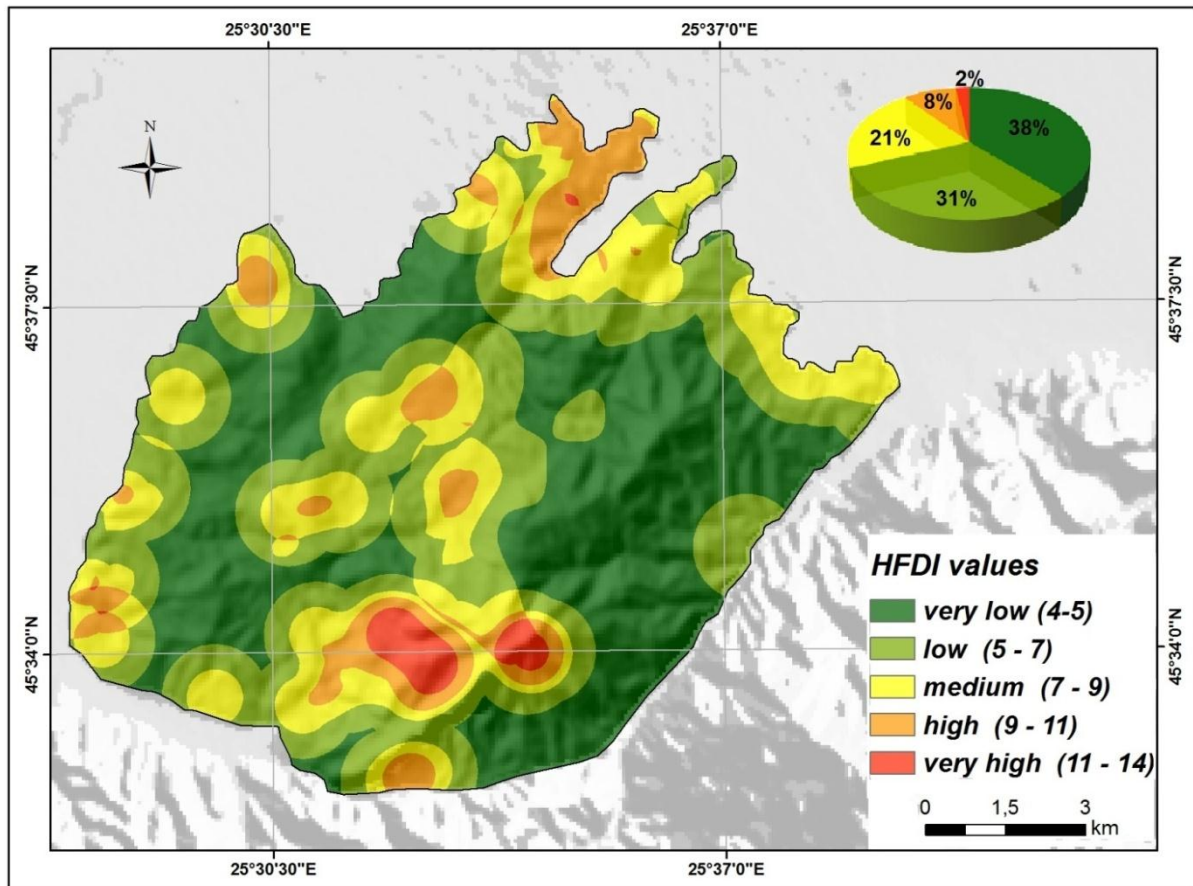 25°30'30"E
25°37'0"E
N
2%
8%
38%
21%
31%
45°37'30"N
45°37'30"N
HFDI values
very low (4-5)
low (5 - 7)
medium (7 - 9)
high (9 - 11)
very high (11 - 14)
45°34'0"N
45°34'0"N
0 1,5 3
km
25°30'30"E
25°37'0"E